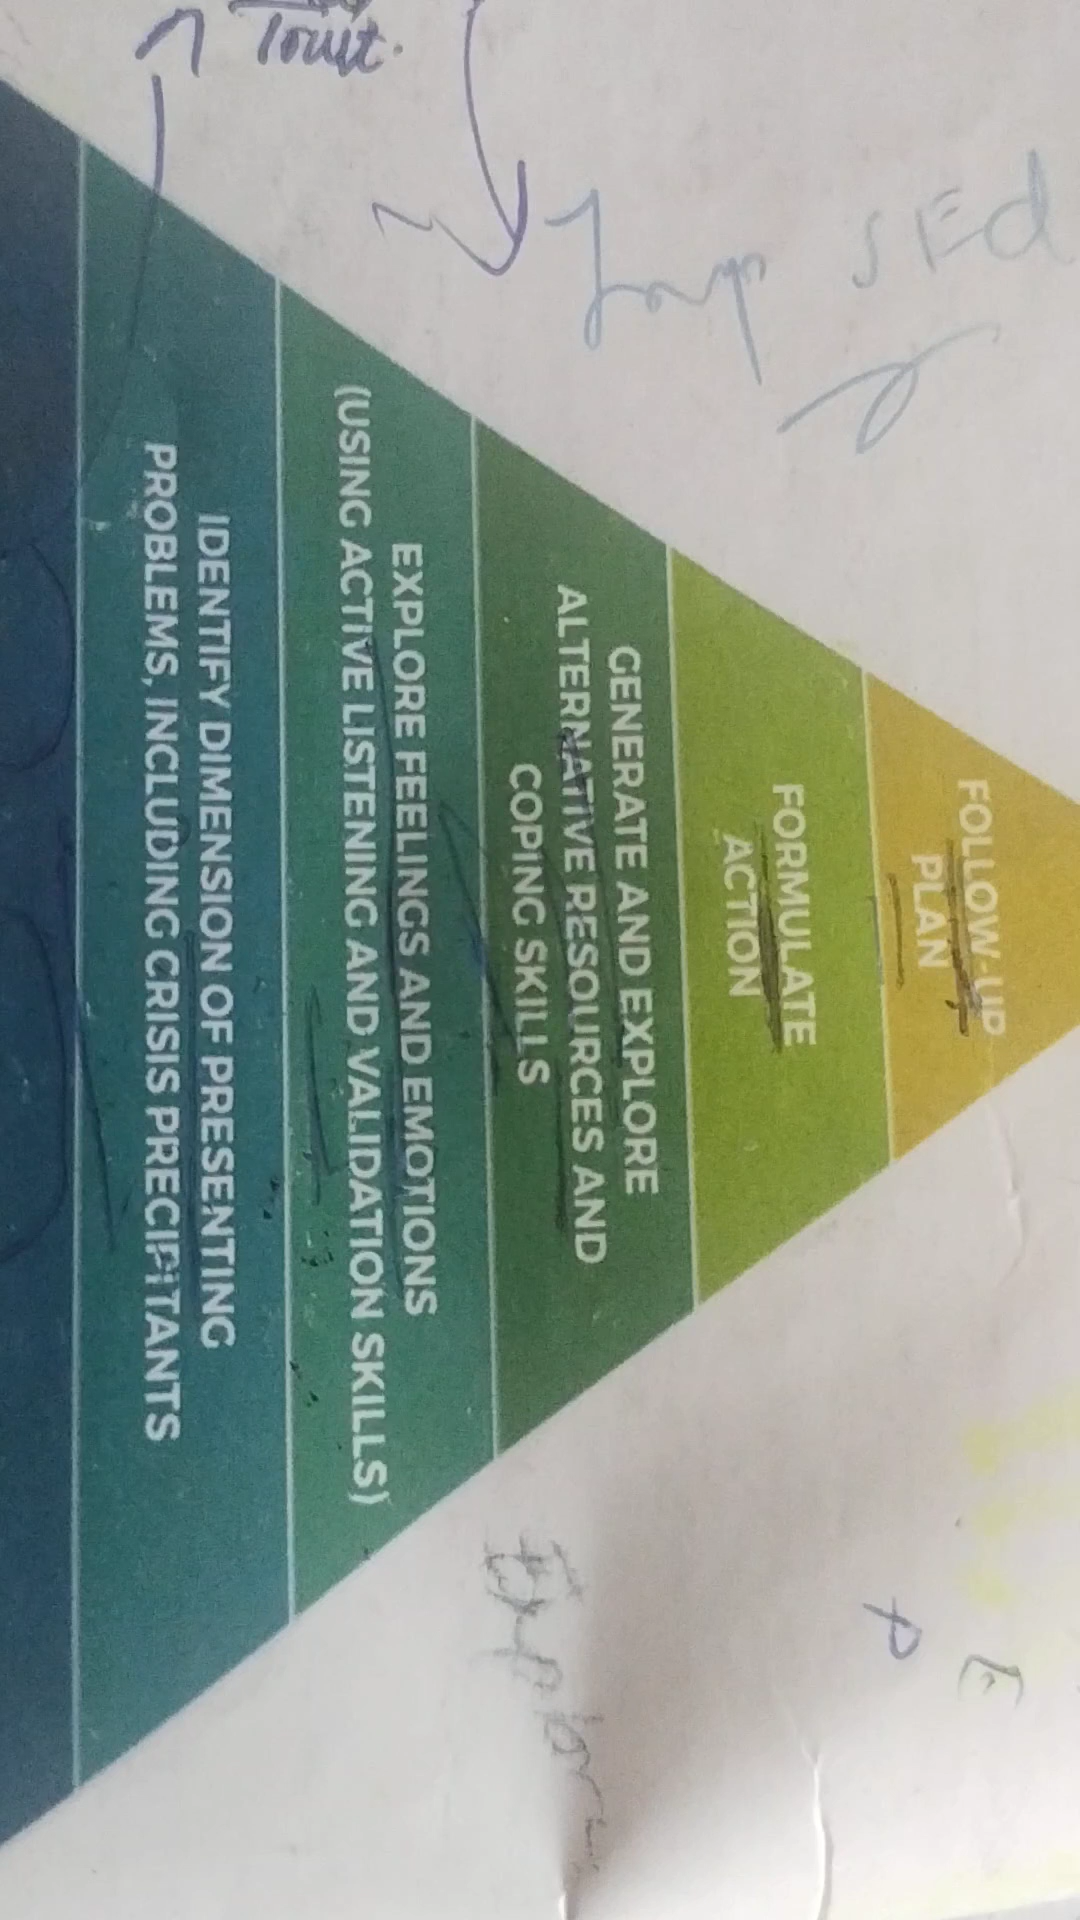 FOLLOW-UP
PLAN
FORMULATE
ACTION
GENERATE AND EXPLORE
ALTERNATIVE RESOURCES AND
COPING SKILLS
EXPLORE FEELINGS AND EMOTIONS
(USING ACTIVE LISTENING AND VALIDATION SKILLS)
IDENTIFY DIMENSION OF PRESENTING
PROBLEMS, INCLUDING CRISIS PRECIPITANTS